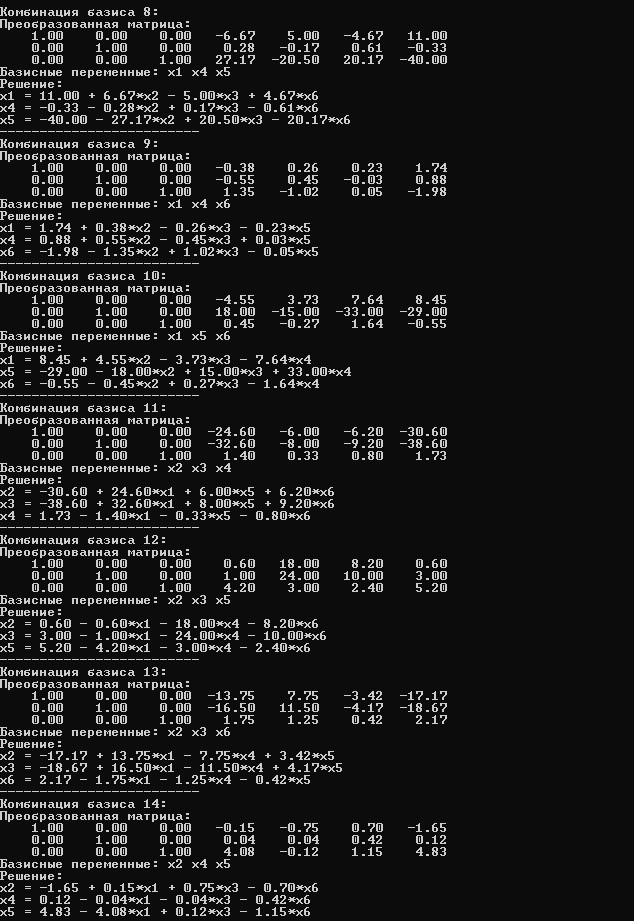 Комбинация базиса 8:
Преобразованная матрица:
1.00 0.00 0.00 -6.67 5.00 -4.67 11.00
0.00 1.00 0.00 0.28 -0.17 0.61 -0.33
0.00 0.00 1.00 27.17 -20.50 20.17 -40.00
Базисные переменные: x1 x4 x5
Решение:
x1 = 11.00 + 6.67*x2 - 5.00*x3 + 4.67*x6
x4 = -0.33 - 0.28*x2 + 0.17*x3 - 0.61*x6
x5 = -40.00 - 27.17*x2 + 20.50*x3 - 20.17*x6
-------------------------
Комбинация базиса 9:
Преобразованная матрица:
1.00 0.00 0.00 -0.38 0.26 0.23 1.74
0.00 1.00 0.00 -0.55 0.45 -0.03 0.88
0.00 0.00 1.00 1.35 -1.02 0.05 -1.98
Базисные переменные: x1 x4 x6
Решение:
x1 = 1.74 + 0.38*x2 - 0.26*x3 - 0.23*x5
x4 = 0.88 + 0.55*x2 - 0.45*x3 + 0.03*x5
x6 = -1.98 - 1.35*x2 + 1.02*x3 - 0.05*x5
-------------------------
Комбинация базиса 10:
Преобразованная матрица:
1.00 0.00 0.00 -4.55 3.73 7.64 8.45
0.00 1.00 0.00 18.00 -15.00 -33.00 -29.00
0.00 0.00 1.00 0.45 -0.27 1.64 -0.55
Базисные переменные: x1 x5 x6
Решение:
x1 = 8.45 + 4.55*x2 - 3.73*x3 - 7.64*x4
x5 = -29.00 - 18.00*x2 + 15.00*x3 + 33.00*x4
x6 = -0.55 - 0.45*x2 + 0.27*x3 - 1.64*x4
-------------------------
Комбинация базиса 11:
Преобразованная матрица:
1.00 0.00 0.00 -24.60 -6.00 -6.20 -30.60
0.00 1.00 0.00 -32.60 -8.00 -9.20 -38.60
0.00 0.00 1.00 1.40 0.33 0.80 1.73
Базисные переменные: x2 x3 x4
Решение:
x2 = -30.60 + 24.60*x1 + 6.00*x5 + 6.20*x6
x3 = -38.60 + 32.60*x1 + 8.00*x5 + 9.20*x6
x4 = 1.73 - 1.40*x1 - 0.33*x5 - 0.80*x6
-------------------------
Комбинация базиса 12:
Преобразованная матрица:
1.00 0.00 0.00 0.60 18.00 8.20 0.60
0.00 1.00 0.00 1.00 24.00 10.00 3.00
0.00 0.00 1.00 4.20 3.00 2.40 5.20
Базисные переменные: x2 x3 x5
Решение:
x2 = 0.60 - 0.60*x1 - 18.00*x4 - 8.20*x6
x3 = 3.00 - 1.00*x1 - 24.00*x4 - 10.00*x6
x5 = 5.20 - 4.20*x1 - 3.00*x4 - 2.40*x6
-------------------------
Комбинация базиса 13:
Преобразованная матрица:
1.00 0.00 0.00 -13.75 7.75 -3.42 -17.17
0.00 1.00 0.00 -16.50 11.50 -4.17 -18.67
0.00 0.00 1.00 1.75 1.25 0.42 2.17
Базисные переменные: x2 x3 x6
Решение:
x2 = -17.17 + 13.75*x1 - 7.75*x4 + 3.42*x5
x3 = -18.67 + 16.50*x1 - 11.50*x4 + 4.17*x5
x6 = 2.17 - 1.75*x1 - 1.25*x4 - 0.42*x5
-------------------------
Комбинация базиса 14:
Преобразованная матрица:
1.00 0.00 0.00 -0.15 -0.75 0.70 -1.65
0.00 1.00 0.00 0.04 0.04 0.42 0.12
0.00 0.00 1.00 4.08 -0.12 1.15 4.83
Базисные переменные: x2 x4 x5
Решение:
x2 = -1.65 + 0.15*x1 + 0.75*x3 - 0.70*x6
x4 = 0.12 - 0.04*x1 - 0.04*x3 - 0.42*x6
x5 = 4.83 - 4.08*x1 + 0.12*x3 - 1.15*x6